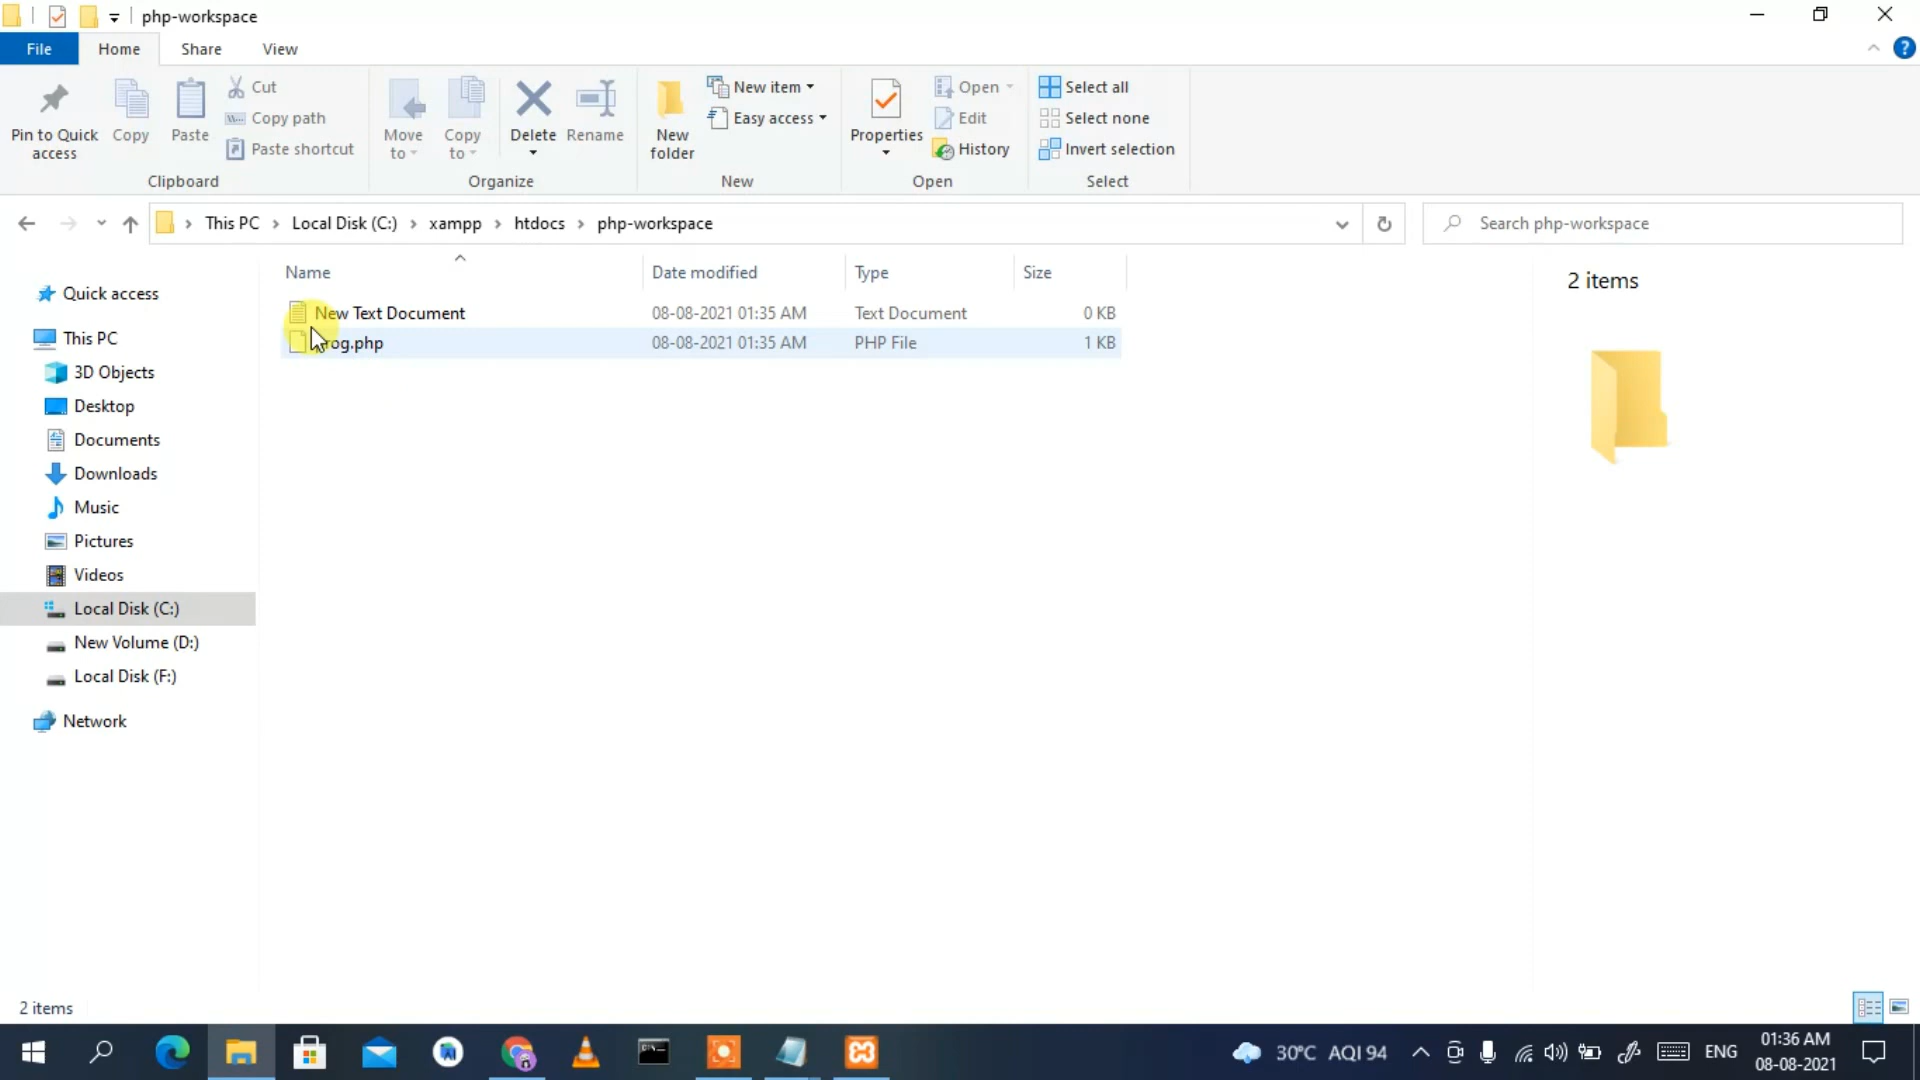 php-workspace
File Home Share View
Pin to Quick access
Copy
Paste
Cut
Copy path
Paste shortcut
Clipboard
Move to
Copy to
Delete
Rename
Organize
New folder
New item
Easy access
New
Properties
Open
Edit
History
Open
Select all
Select none
Invert selection
Select
This PC Local Disk (C:) xampp htdocs php-workspace
Search php-workspace
Quick access
This PC
3D Objects
Desktop
Documents
Downloads
Music
Pictures
Videos
Local Disk (C:)
New Volume (D:)
Local Disk (F:)
Network
Name Date modified Type Size
New Text Document 08-08-2021 01:35 AM Text Document 0 KB
08-08-2021 01:35 AM PHP File 1 KB
2 items
2 items
30°C AQI 94
ENG
01:36 AM
08-08-2021